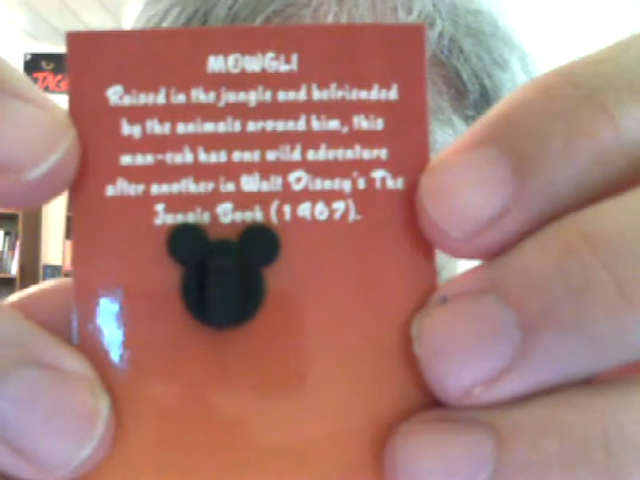 MOWGLI
Raised in the jungle and befriended
by the animals around him, this
man-cub has one wild adventure
after another in Walt Disney's The
Jungle Book (1967).
TAG